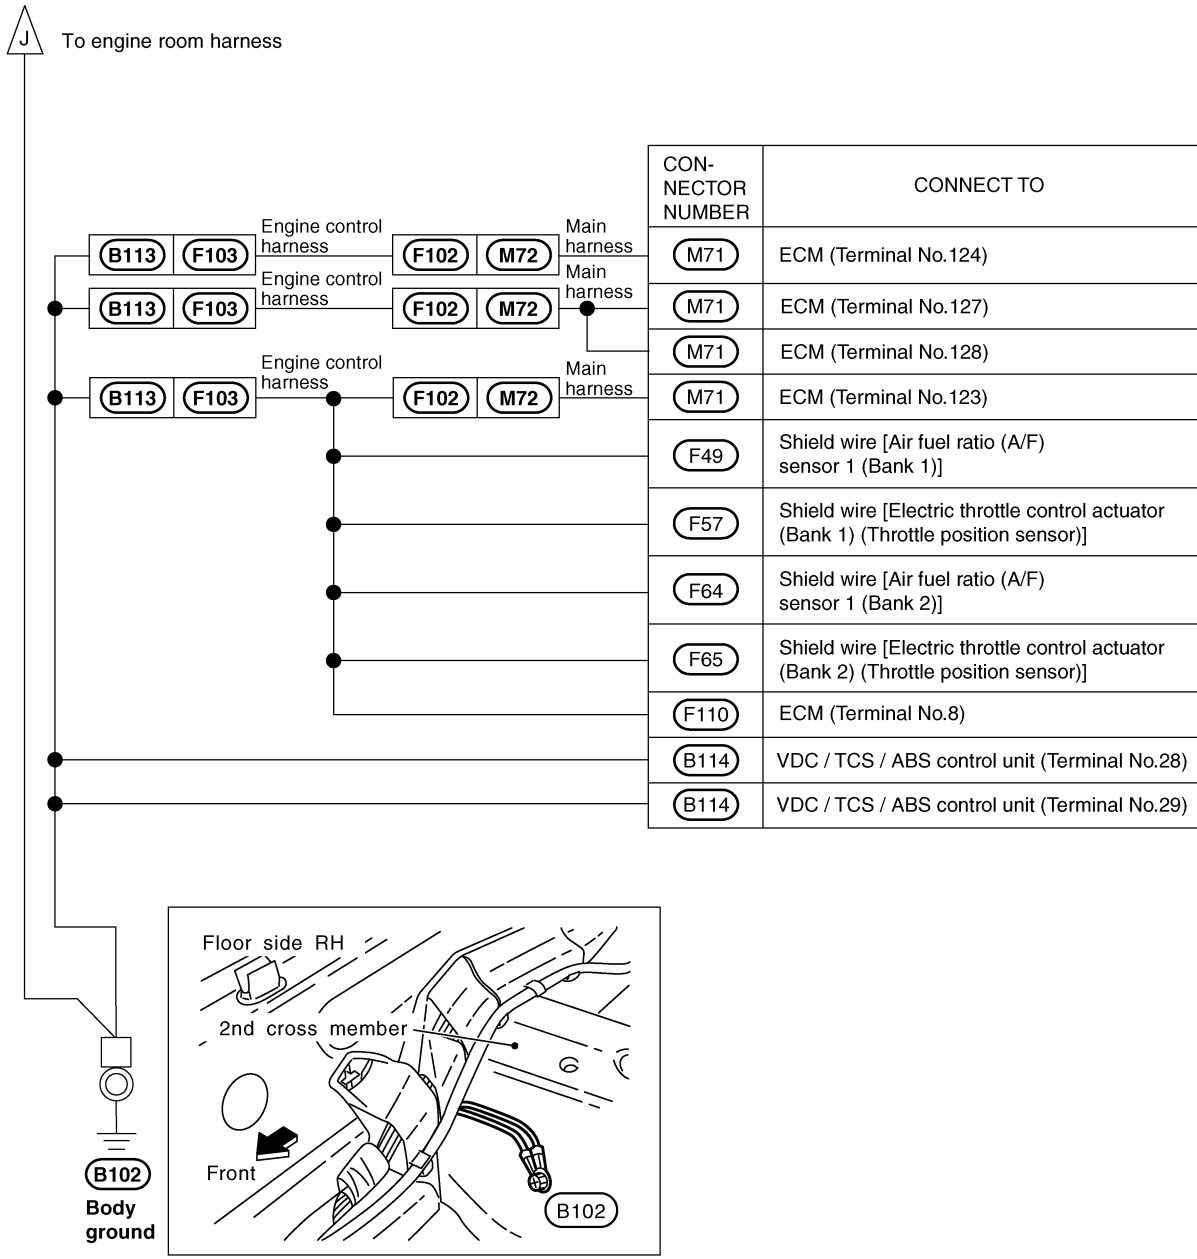 J
To engine room harness
CON-
NECTOR
NUMBER
CONNECT TO
B113
F103
Engine control
harness
F102
M72
Main
harness
M71
ECM (Terminal No.124)
B113
F103
Engine control
harness
F102
M72
Main
harness
M71
ECM (Terminal No.127)
M71
ECM (Terminal No.128)
B113
F103
Engine control
harness
F102
M72
Main
harness
M71
ECM (Terminal No.123)
F49
Shield wire [Air fuel ratio (A/F)
sensor 1 (Bank 1)]
F57
Shield wire [Electric throttle control actuator
(Bank 1) (Throttle position sensor)]
F64
Shield wire [Air fuel ratio (A/F)
sensor 1 (Bank 2)]
F65
Shield wire [Electric throttle control actuator
(Bank 2) (Throttle position sensor)]
F110
ECM (Terminal No.8)
B114
VDC / TCS / ABS control unit (Terminal No.28)
B114
VDC / TCS / ABS control unit (Terminal No.29)
Floor side RH
2nd cross member
Front
B102
B102
Body
ground